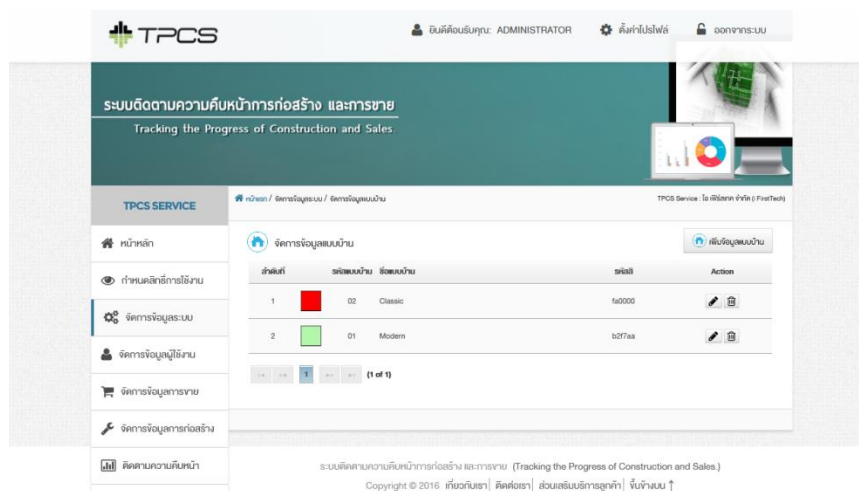 TPCS
ยินดีต้อนรับคุณ: ADMINISTRATOR
ตั้งค่าโปรไฟล์
ออกจากระบบ
ระบบติดตามความคืบหน้าการก่อสร้าง และการขาย
Tracking the Progress of Construction and Sales.
TPCS SERVICE
หน้าแรก / จัดการข้อมูลระบบ / จัดการข้อมูลแบบบ้าน
TPCS Service : ไอ เฟิร์สเทค จำกัด (i FirstTech)
หน้าหลัก
จัดการข้อมูลแบบบ้าน
เพิ่มข้อมูลแบบบ้าน
ลำดับที่ รหัสแบบบ้าน ชื่อแบบบ้าน รหัสสี Action
กำหนดสิทธิ์การใช้งาน
1 02 Classic fa0000
จัดการข้อมูลระบบ
2 01 Modern b2f7aa
จัดการข้อมูลผู้ใช้งาน
1 (1 of 1)
จัดการข้อมูลการขาย
จัดการข้อมูลการก่อสร้าง
ติดตามความคืบหน้า
ระบบติดตามความคืบหน้าการก่อสร้าง และการขาย (Tracking the Progress of Construction and Sales.)
Copyright © 2016 เกี่ยวกับเรา| ติดต่อเรา| ส่วนเสริมบริการลูกค้า| ขึ้นข้างบน ↑